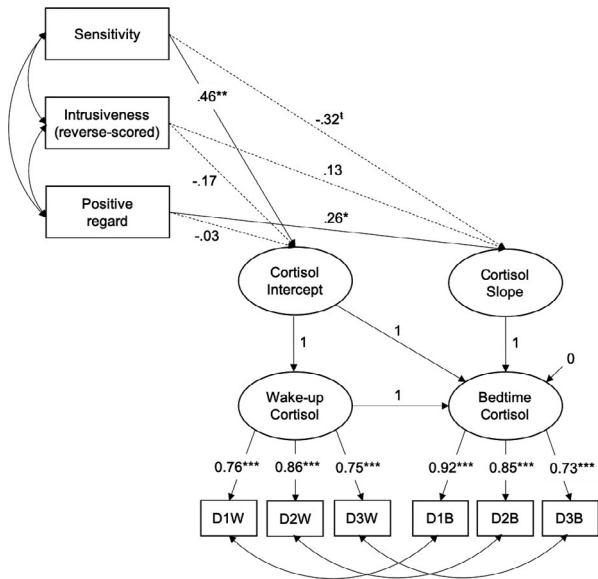 Sensitivity
.46**
-.32ᵗ
Intrusiveness
(reverse-scored)
.13
-.17
Positive
regard
.26*
-.03
Cortisol
Intercept
Cortisol
Slope
1
1
1
0
Wake-up
Cortisol
1
Bedtime
Cortisol
0.76***
0.86***
0.75***
0.92***
0.85***
0.73***
D1W
D2W
D3W
D1B
D2B
D3B